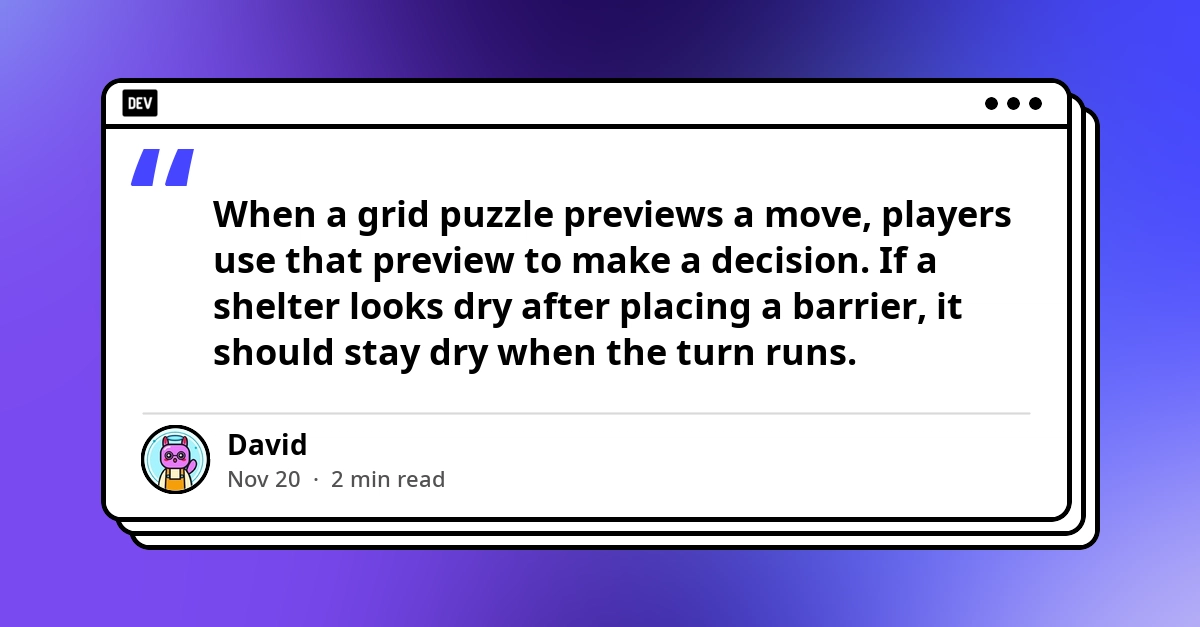 DEV
When a grid puzzle previews a move, players
use that preview to make a decision. If a
shelter looks dry after placing a barrier, it
should stay dry when the turn runs.
David
Nov 20 · 2 min read